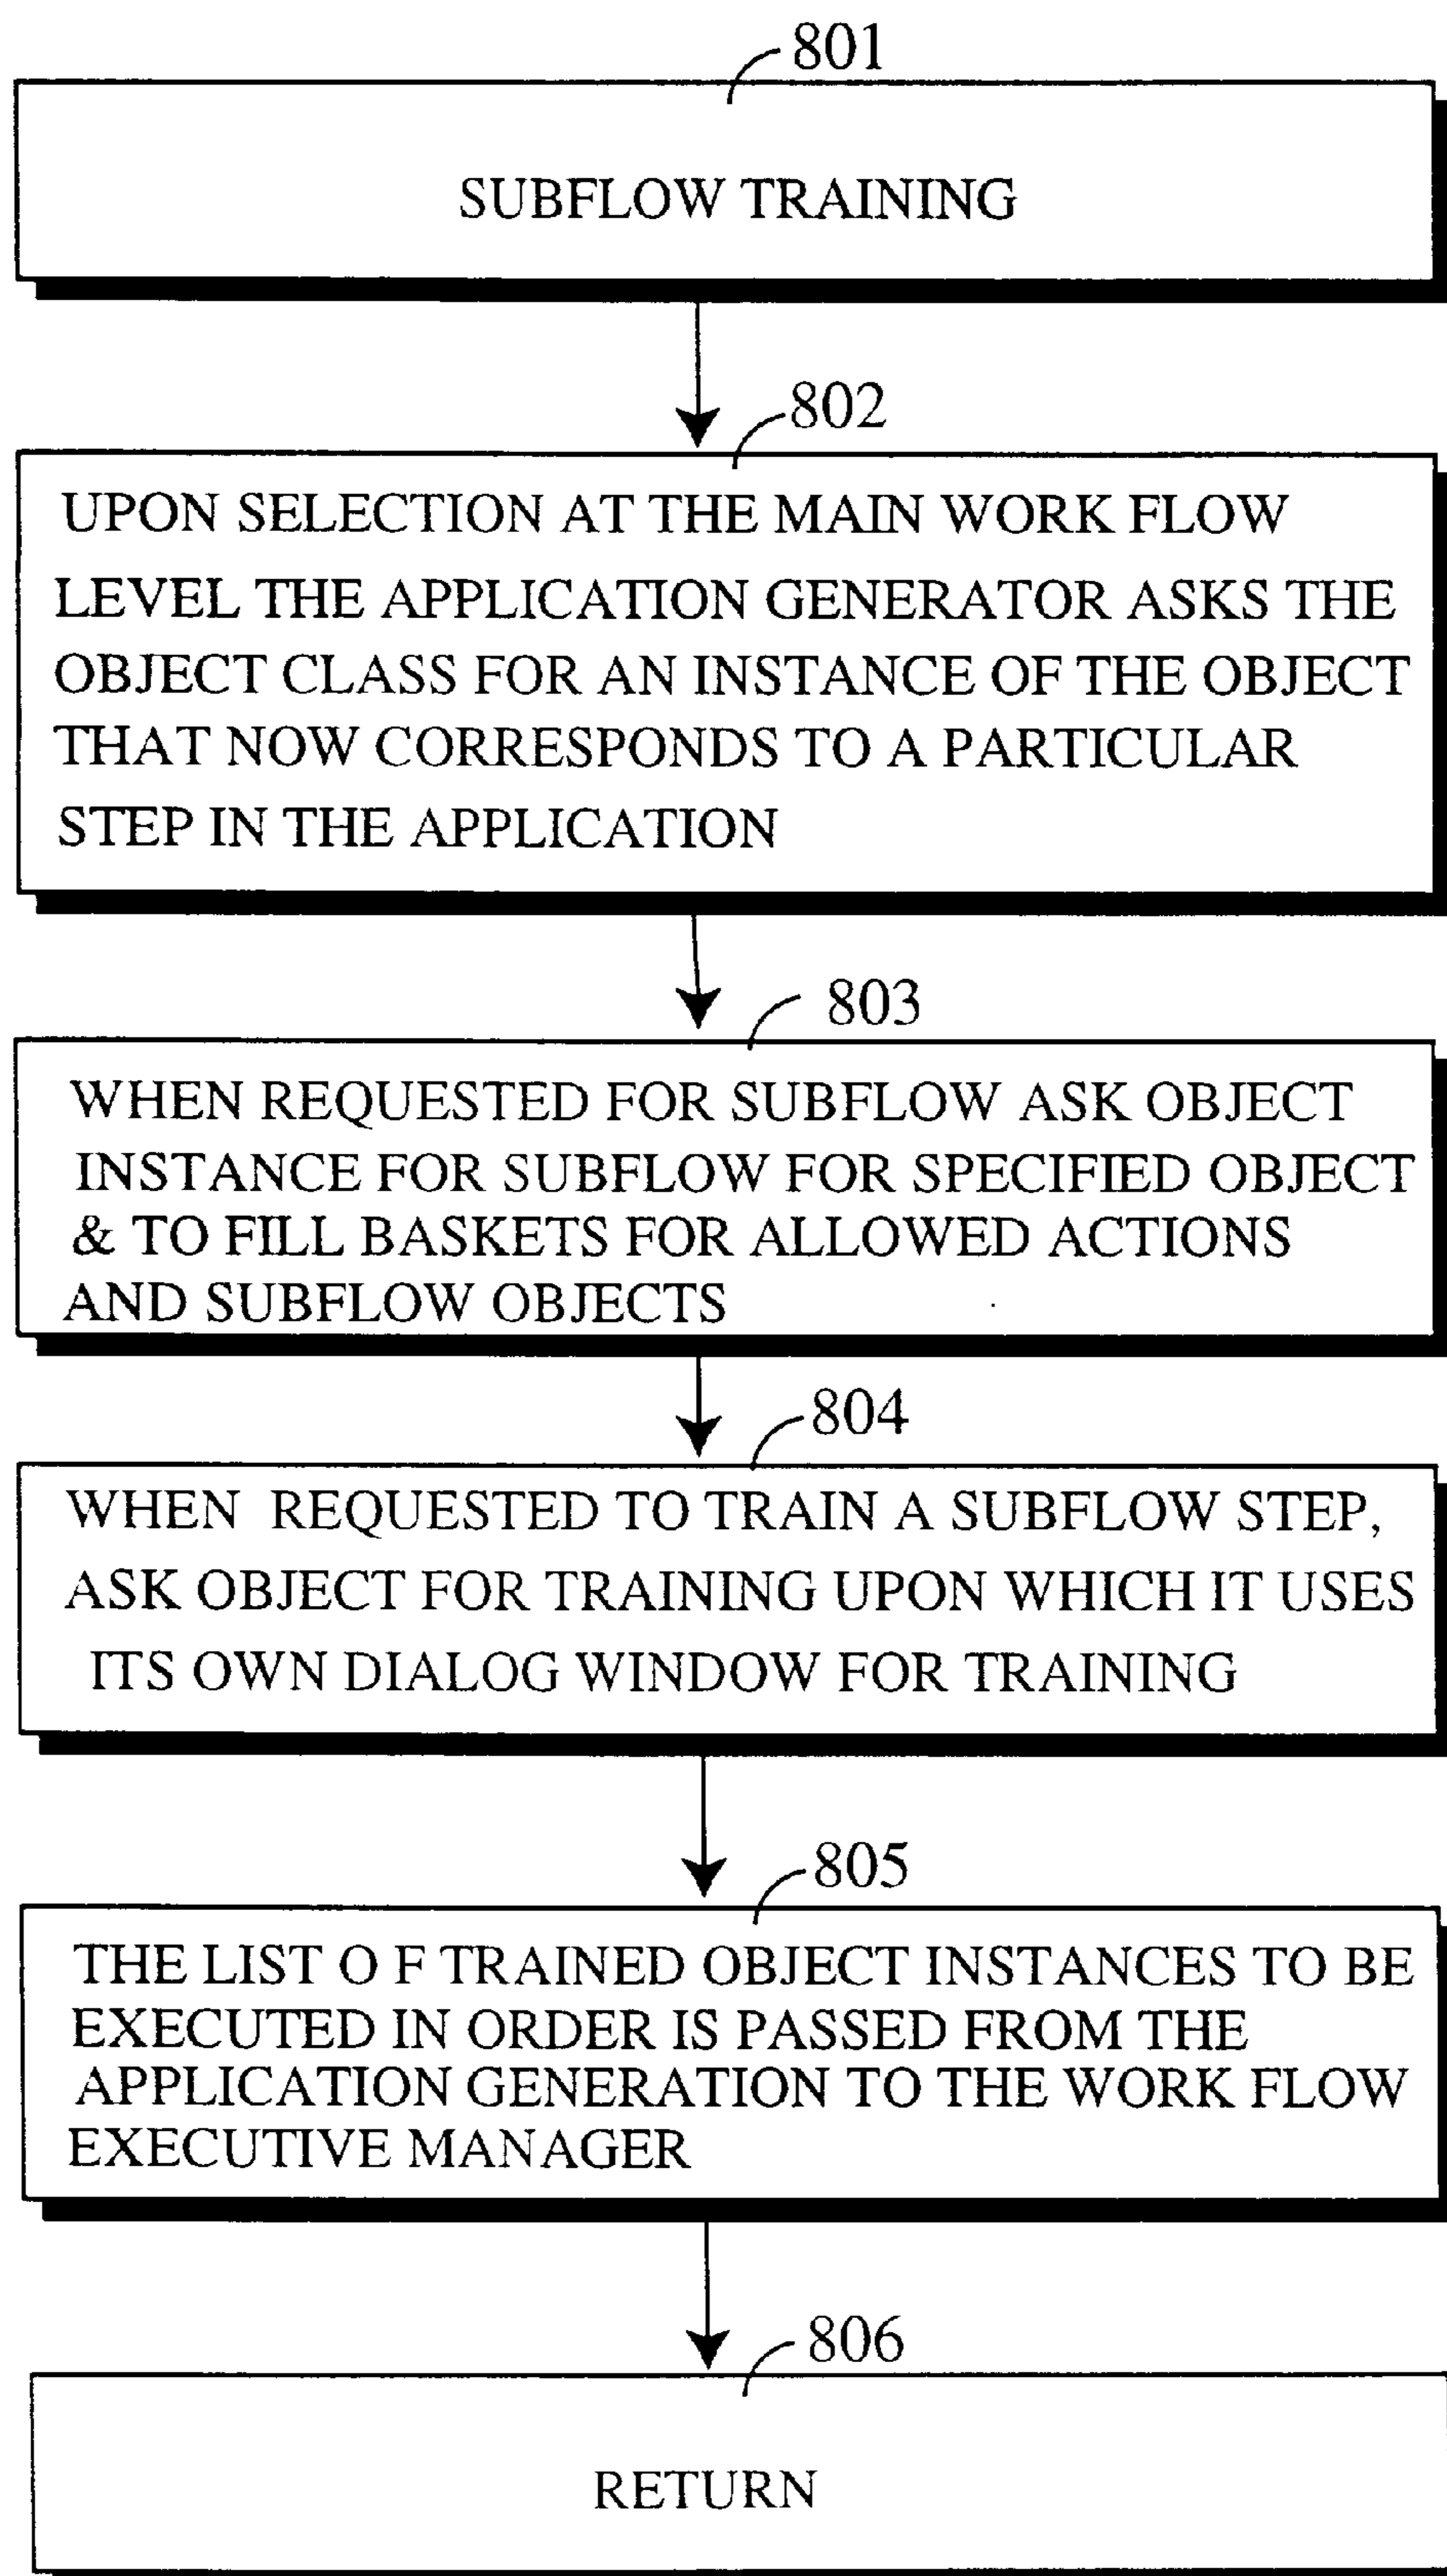 801
SUBFLOW TRAINING
802
UPON SELECTION AT THE MAIN WORK FLOW
LEVEL THE APPLICATION GENERATOR ASKS THE
OBJECT CLASS FOR AN INSTANCE OF THE OBJECT
THAT NOW CORRESPONDS TO A PARTICULAR
STEP IN THE APPLICATION
803
WHEN REQUESTED FOR SUBFLOW ASK OBJECT
INSTANCE FOR SUBFLOW FOR SPECIFIED OBJECT
& TO FILL BASKETS FOR ALLOWED ACTIONS
AND SUBFLOW OBJECTS
804
WHEN REQUESTED TO TRAIN A SUBFLOW STEP,
ASK OBJECT FOR TRAINING UPON WHICH IT USES
ITS OWN DIALOG WINDOW FOR TRAINING
805
THE LIST O F TRAINED OBJECT INSTANCES TO BE
EXECUTED IN ORDER IS PASSED FROM THE
APPLICATION GENERATION TO THE WORK FLOW
EXECUTIVE MANAGER
806
RETURN